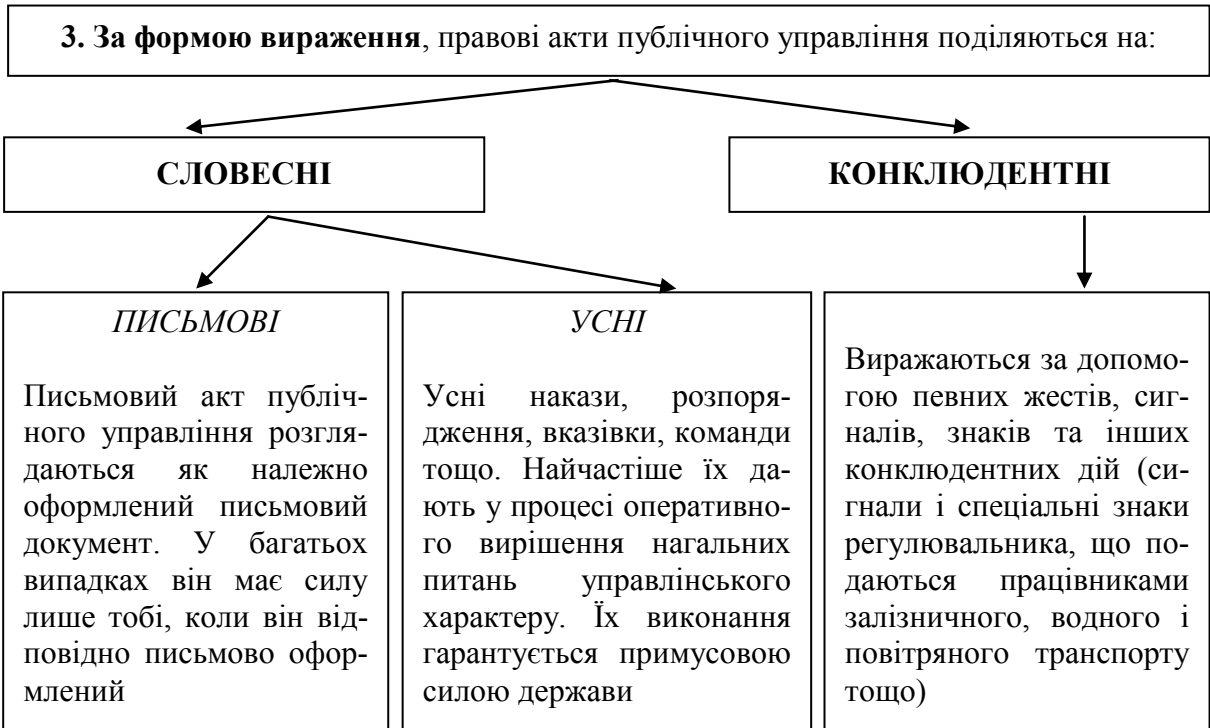 3. За формою вираження, правові акти публічного управління поділяються на:
СЛОВЕСНІ
КОНКЛЮДЕНТНІ
ПИСЬМОВІ
Письмовий акт публіч-
ного управління розгля-
даються як належно
оформлений письмовий
документ. У багатьох
випадках він має силу
лише тобі, коли він від-
повідно письмово офор-
млений
УСНІ
Усні накази, розпоря-
дження, вказівки, команди
тощо. Найчастіше їх да-
ють у процесі оперативно-
го вирішення нагальних
питань управлінського
характеру. Їх виконання
гарантується примусовою
силою держави
Виражаються за допомо-
гою певних жестів, сиг-
налів, знаків та інших
конклюдентних дій (си-
гнали і спеціальні знаки
регулювальника, що по-
даються працівниками
залізничного, водного і
повітряного транспорту
тощо)